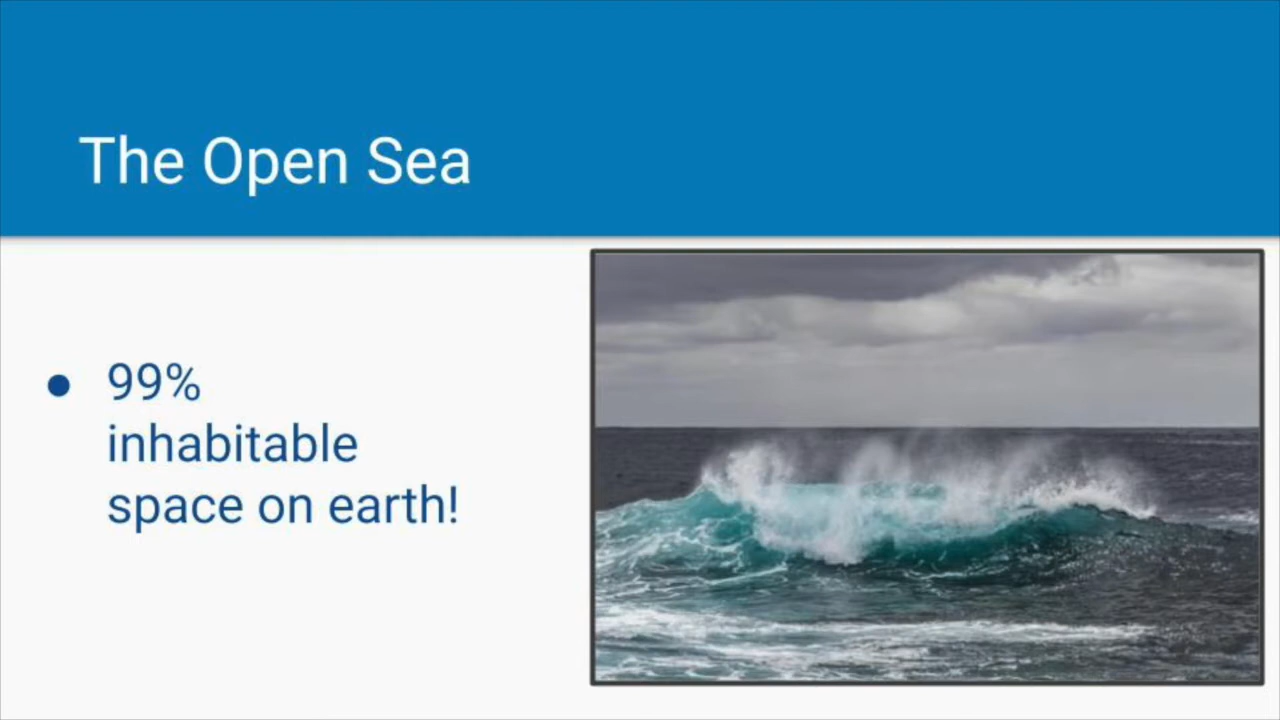 The Open Sea
● 99%
inhabitable
space on earth!